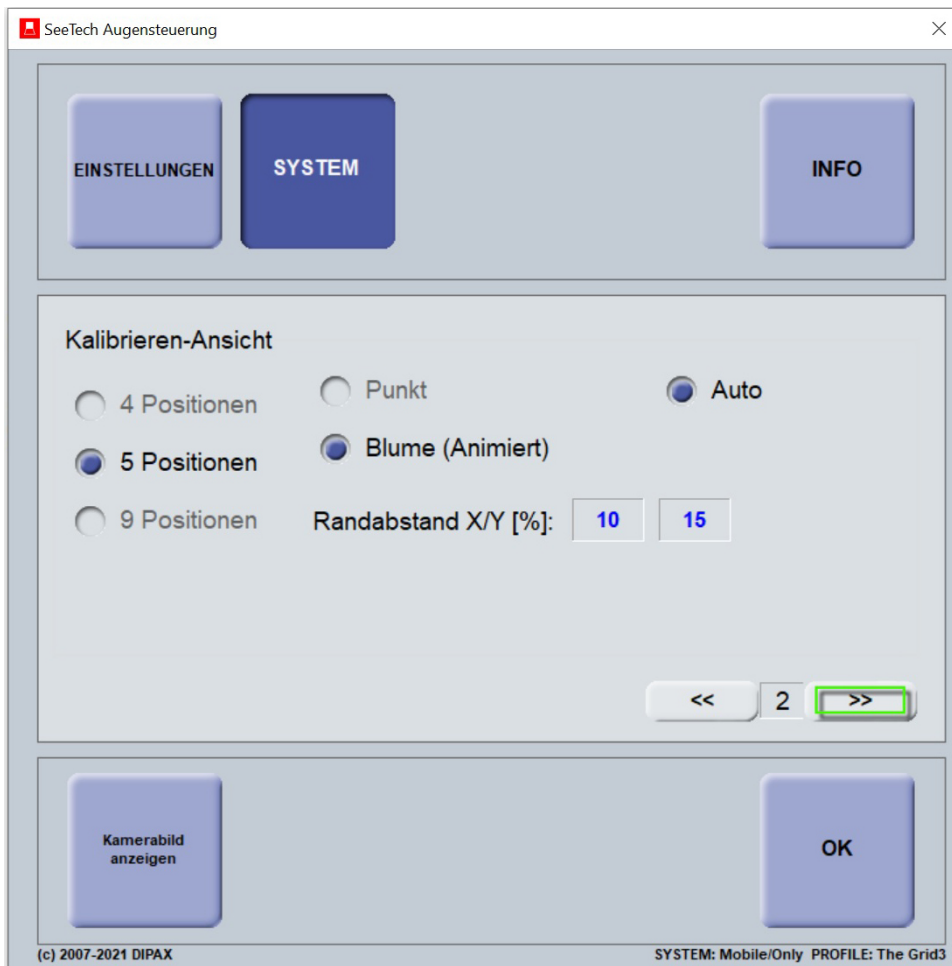 SeeTech Augensteuerung
EINSTELLUNGEN
SYSTEM
INFO
Kalibrieren-Ansicht
4 Positionen
Punkt
Auto
5 Positionen
Blume (Animiert)
9 Positionen
Randabstand X/Y [%]: 10 15
<< 2 >>
Kamerabild
anzeigen
OK
(c) 2007-2021 DIPAX
SYSTEM: Mobile/Only PROFILE: The Grid3